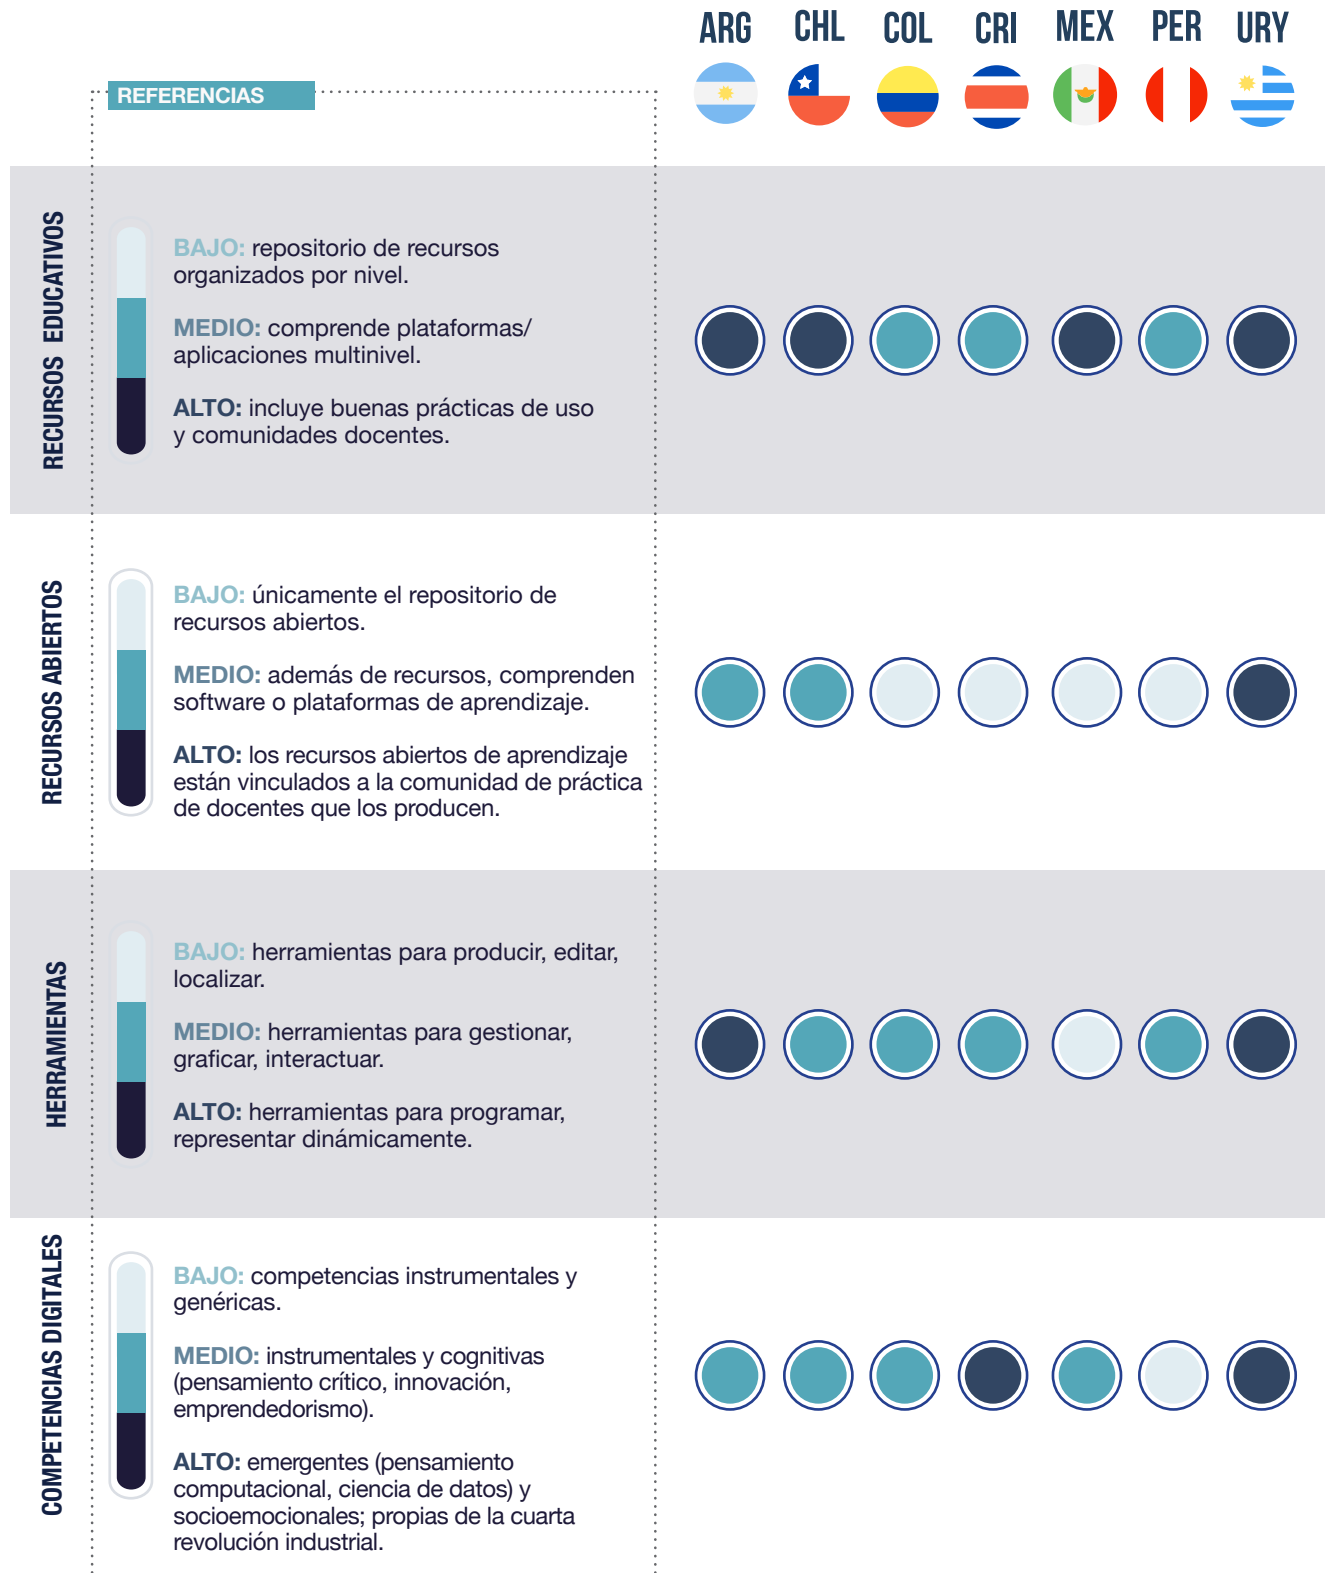 ARG CHL COL CRI MEX PER URY
REFERENCIAS
RECURSOS EDUCATIVOS
BAJO: repositorio de recursos
organizados por nivel.
MEDIO: comprende plataformas/
aplicaciones multinivel.
ALTO: incluye buenas prácticas de uso
y comunidades docentes.
RECURSOS ABIERTOS
BAJO: únicamente el repositorio de
recursos abiertos.
MEDIO: además de recursos, comprenden
software o plataformas de aprendizaje.
ALTO: los recursos abiertos de aprendizaje
están vinculados a la comunidad de práctica
de docentes que los producen.
HERRAMIENTAS
BAJO: herramientas para producir, editar,
localizar.
MEDIO: herramientas para gestionar,
graficar, interactuar.
ALTO: herramientas para programar,
representar dinámicamente.
COMPETENCIAS DIGITALES
BAJO: competencias instrumentales y
genéricas.
MEDIO: instrumentales y cognitivas
(pensamiento crítico, innovación,
emprendedorismo).
ALTO: emergentes (pensamiento
computacional, ciencia de datos) y
socioemocionales; propias de la cuarta
revolución industrial.